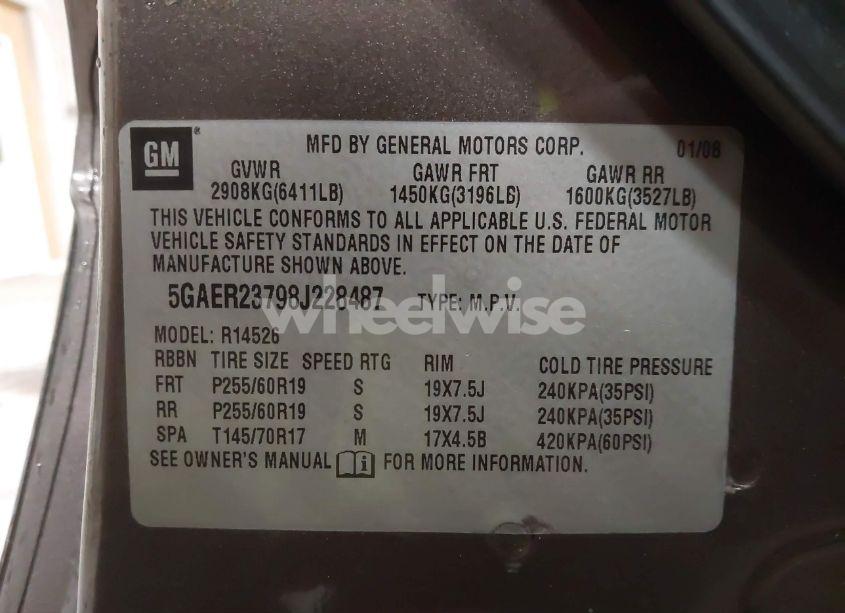 GM
MFD BY GENERAL MOTORS CORP. 01/08
GVWR GAWR FRT GAWR RR
2908KG(6411LB) 1450KG(3196LB) 1600KG(3527LB)
THIS VEHICLE CONFORMS TO ALL APPLICABLE U.S. FEDERAL MOTOR
VEHICLE SAFETY STANDARDS IN EFFECT ON THE DATE OF
MANUFACTURE SHOWN ABOVE.
5GAER23798J228487 TYPE: M.P.V.
wheelwise
MODEL: R14526
RBBN TIRE SIZE SPEED RTG RIM COLD TIRE PRESSURE
FRT P255/60R19 S 19X7.5J 240KPA(35PSI)
RR P255/60R19 S 19X7.5J 240KPA(35PSI)
SPA T145/70R17 M 17X4.5B 420KPA(60PSI)
SEE OWNER'S MANUAL i FOR MORE INFORMATION.